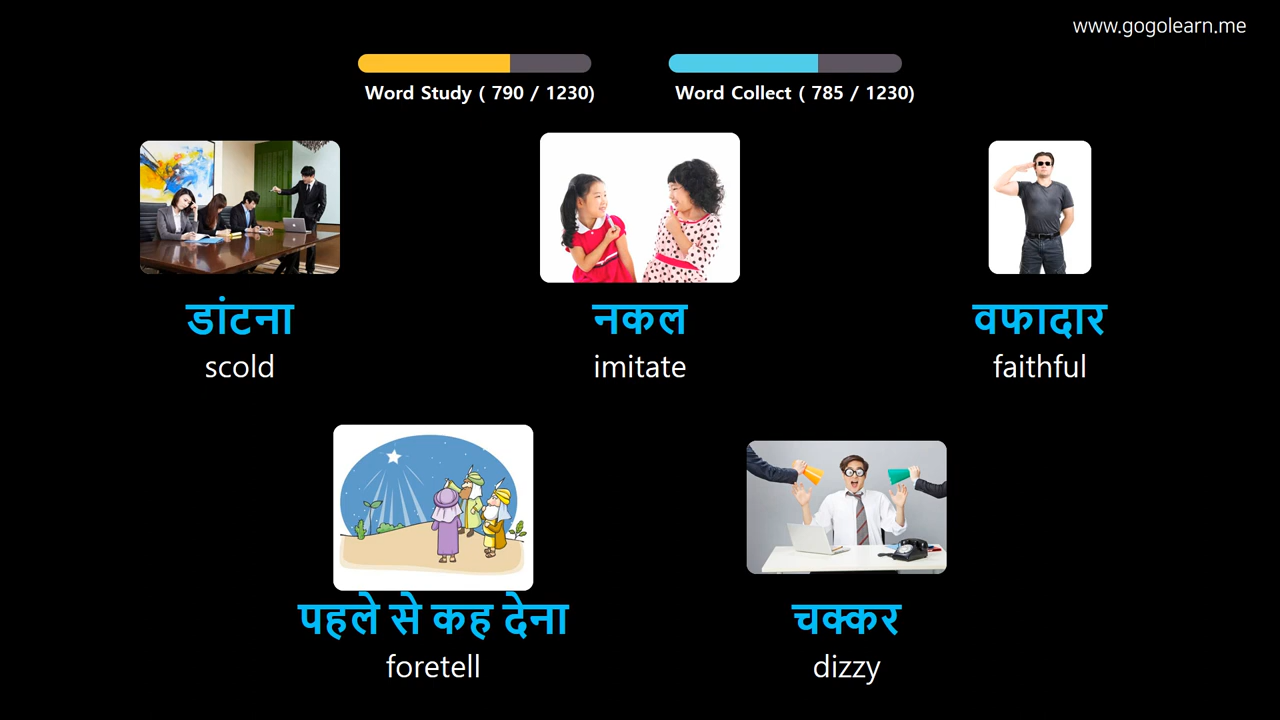 www.gogolearn.me
Word Study ( 790 / 1230)
Word Collect ( 785 / 1230)
डांटना
scold
नकल
imitate
वफादार
faithful
पहले से कह देना
foretell
चक्कर
dizzy